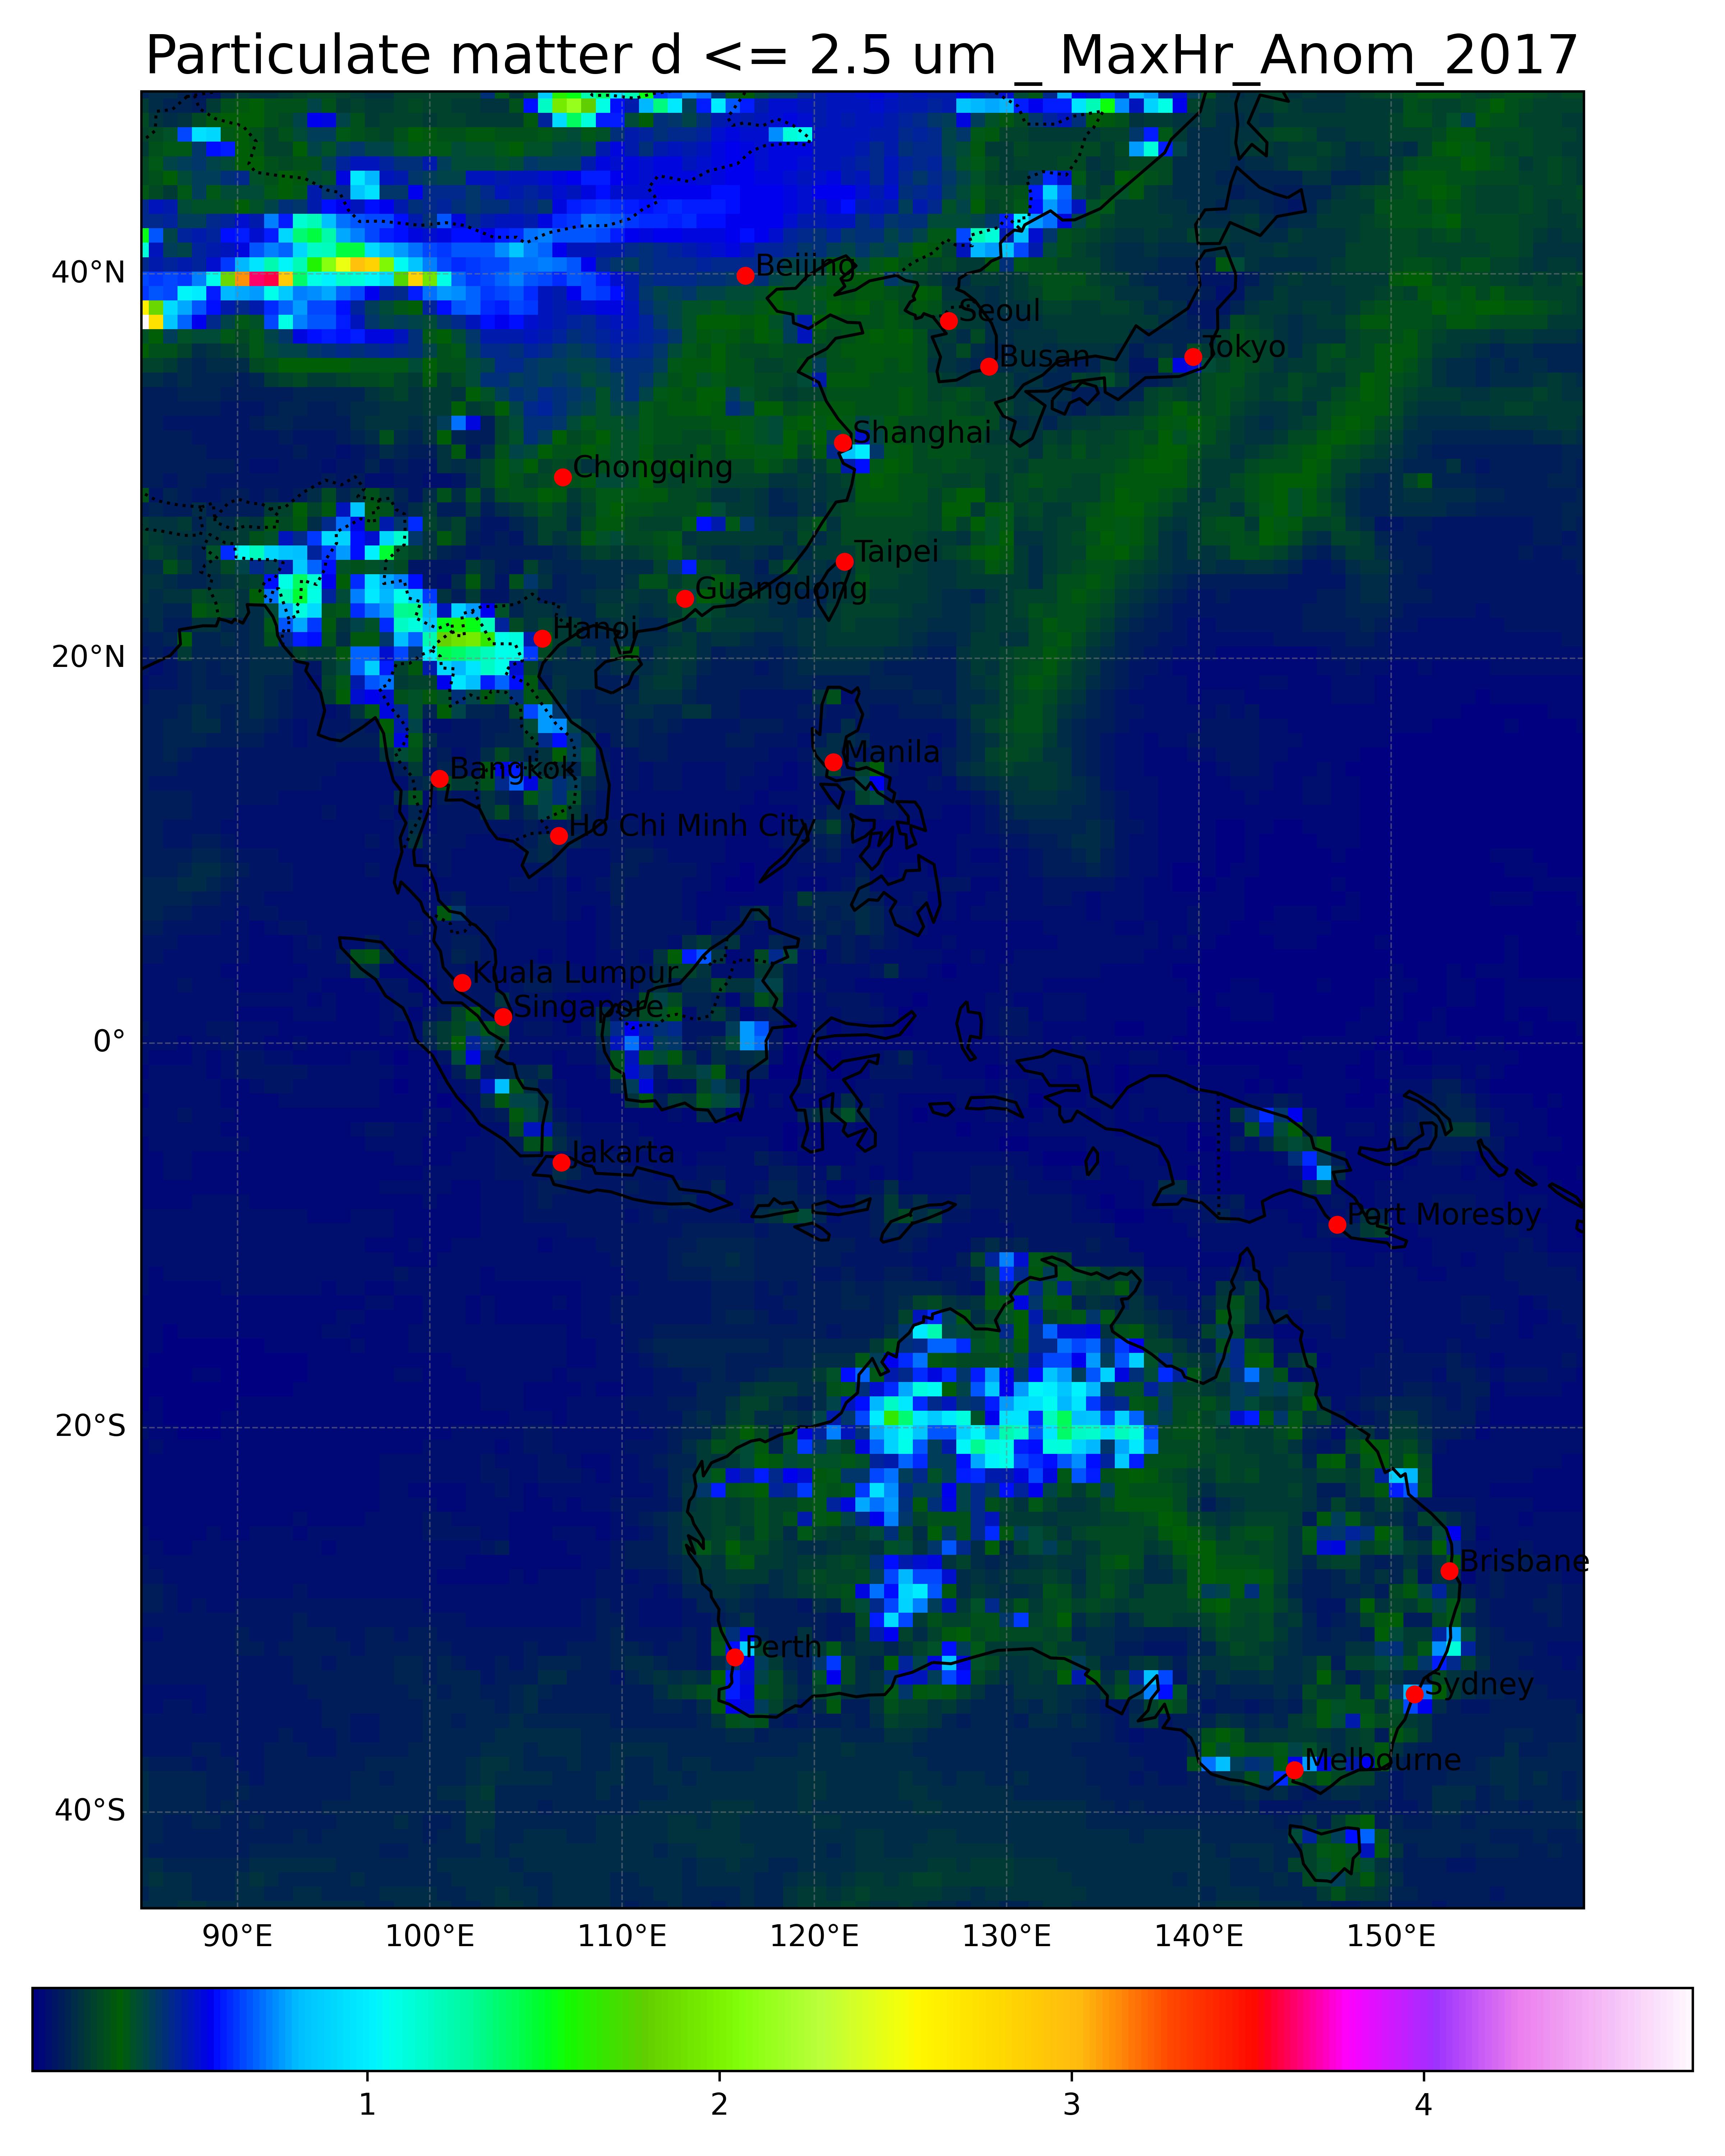 Particulate matter d <= 2.5 um _ MaxHr_Anom_2017
40°N
Beijing
Seoul
Busan
Tokyo
Shanghai
Chongqing
Taipei
Guangdong
Hanoi
20°N
Manila
Bangkok
Ho Chi Minh City
Kuala Lumpur
Singapore
0°
Jakarta
Port Moresby
20°S
Brisbane
Perth
Sydney
Melbourne
40°S
90°E 100°E 110°E 120°E 130°E 140°E 150°E
1 2 3 4